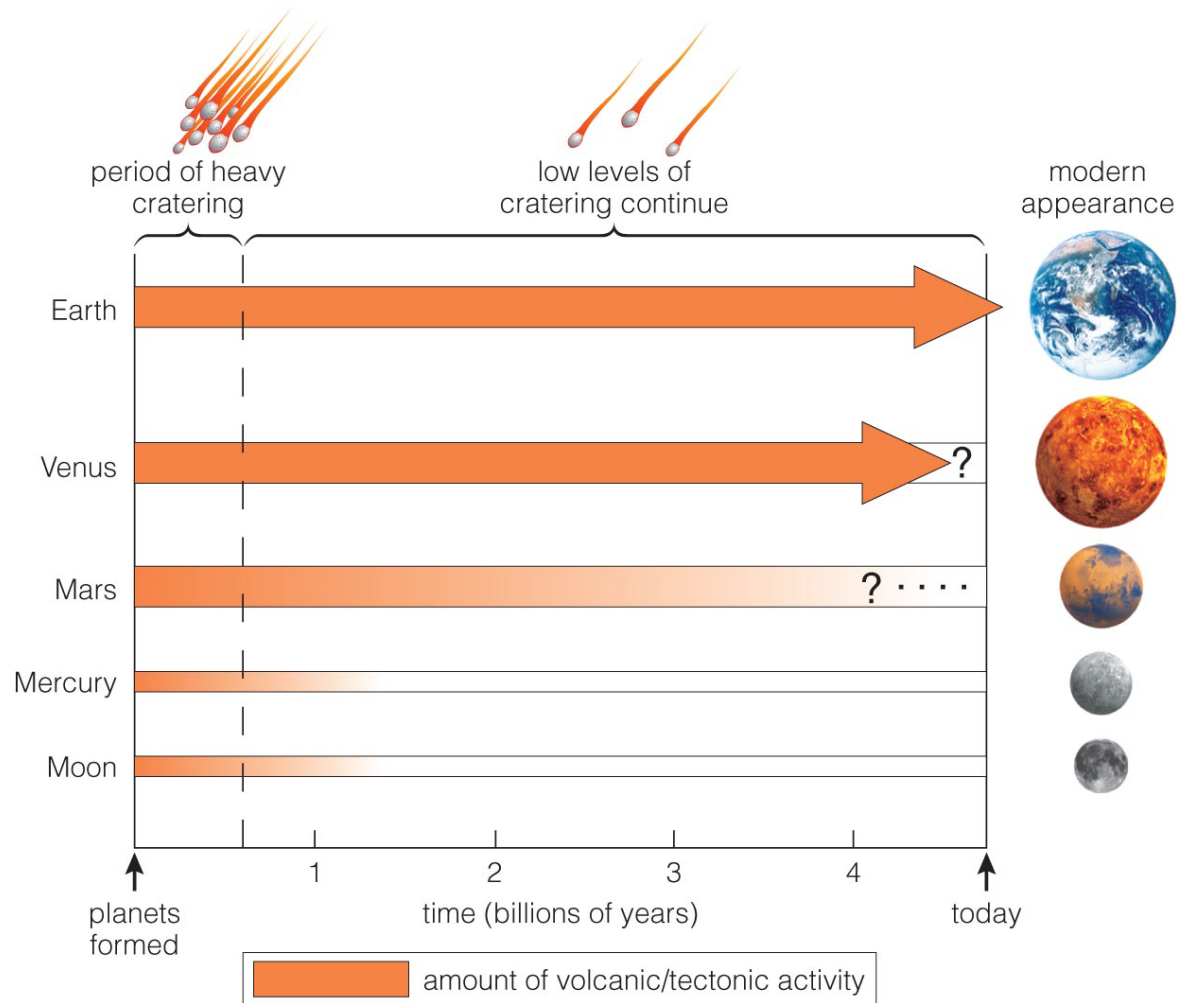 period of heavy
cratering
low levels of
cratering continue
modern
appearance
Earth
Venus
?
Mars
? . . . .
Mercury
Moon
1
2
3
4
planets
formed
time (billions of years)
today
amount of volcanic/tectonic activity